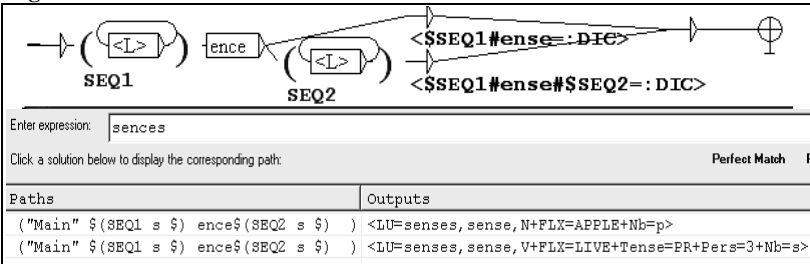 <L> ence <L> <$SEQ1#ense=:DIC>
SEQ1 SEQ2 <$SEQ1#ense#$SEQ2=:DIC>
Enter expression: sences
Click a solution below to display the corresponding path: Perfect Match
Paths Outputs
("Main" $(SEQ1 s $) ence$(SEQ2 s $) ) <LU=senses,sense,N+FLX=APPLE+Nb=p>
("Main" $(SEQ1 s $) ence$(SEQ2 s $) ) <LU=senses,sense,V+FLX=LIVE+Tense=PR+Pers=3+Nb=s>